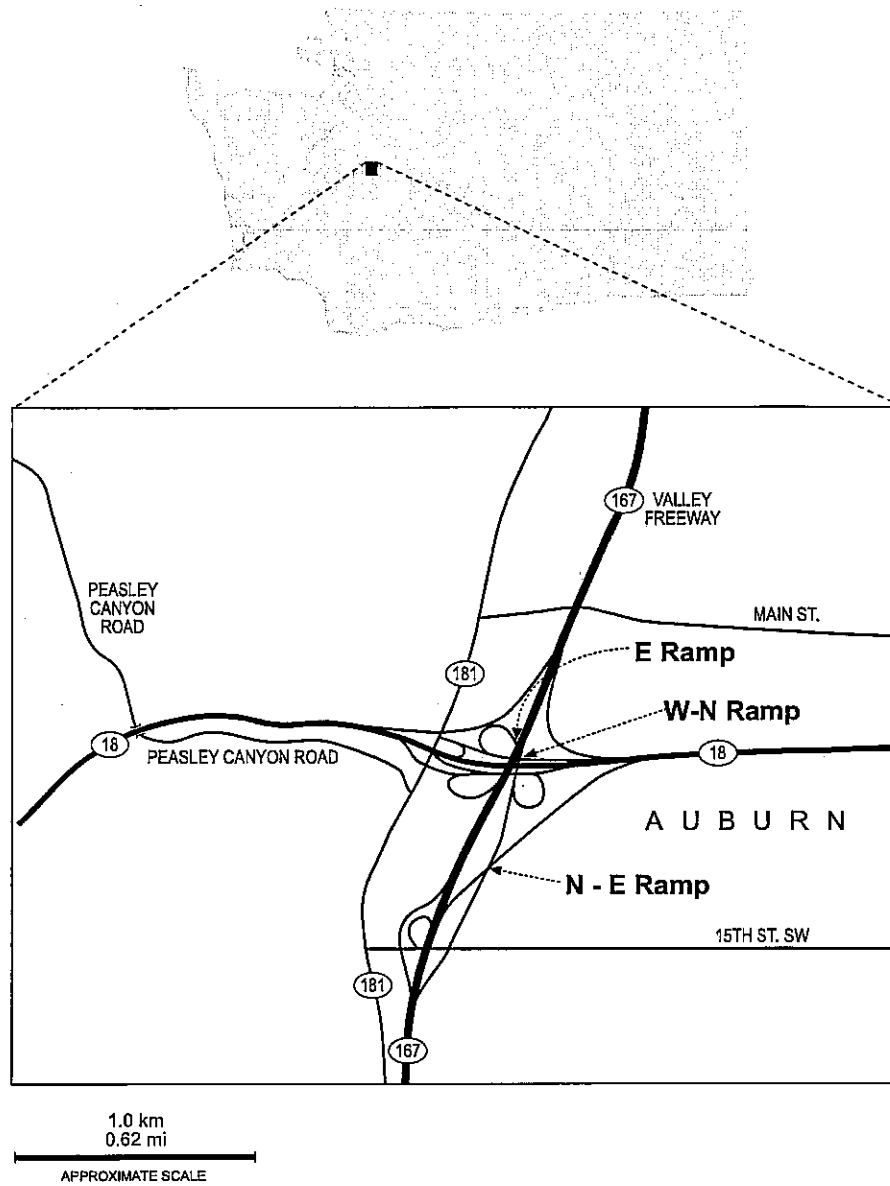 167
VALLEY
FREEWAY
PEASLEY
CANYON
ROAD
MAIN ST.
E Ramp
181
W-N Ramp
18
PEASLEY CANYON ROAD
18
AUBURN
N - E Ramp
15TH ST. SW
181
167
1.0 km
0.62 mi
APPROXIMATE SCALE